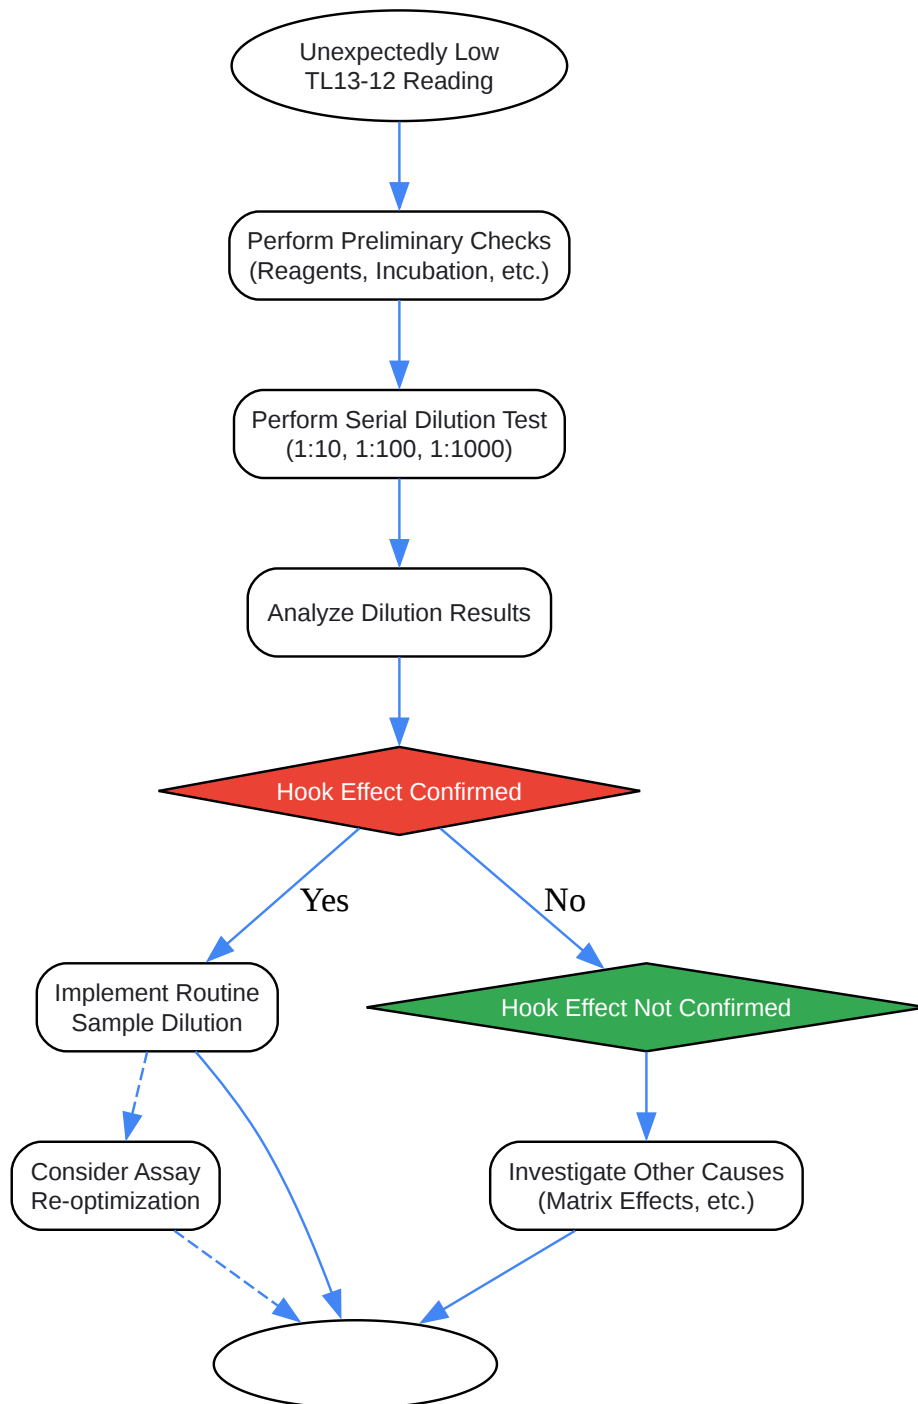 Unexpectedly Low
TL13-12 Reading
Perform Preliminary Checks
(Reagents, Incubation, etc.)
Perform Serial Dilution Test
(1:10, 1:100, 1:1000)
Analyze Dilution Results
Hook Effect Confirmed
Yes
No
Implement Routine
Sample Dilution
Hook Effect Not Confirmed
Consider Assay
Re-optimization
Investigate Other Causes
(Matrix Effects, etc.)